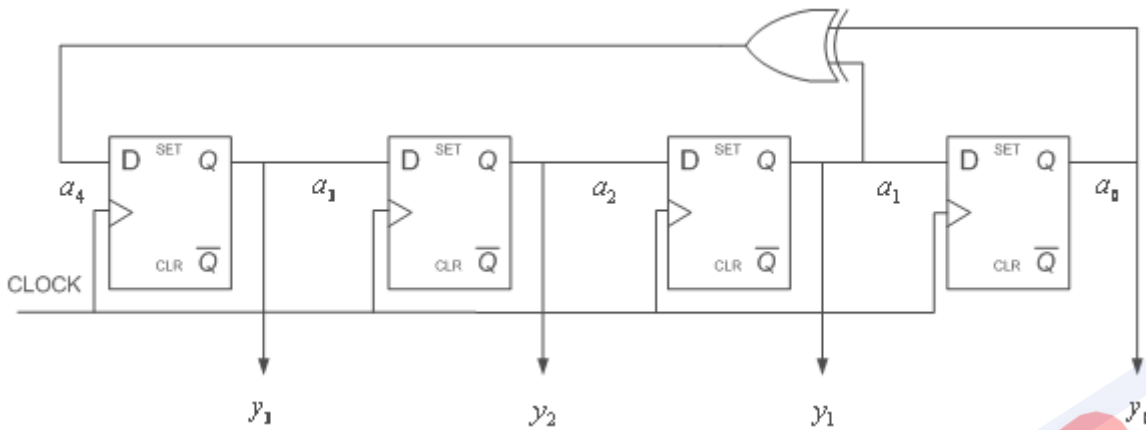 D SET Q D SET Q D SET Q D SET Q
a₄ a₂ a₁
CLR Q̅ CLR Q̅ CLR Q̅ CLR Q̅
CLOCK
y₂ y₁